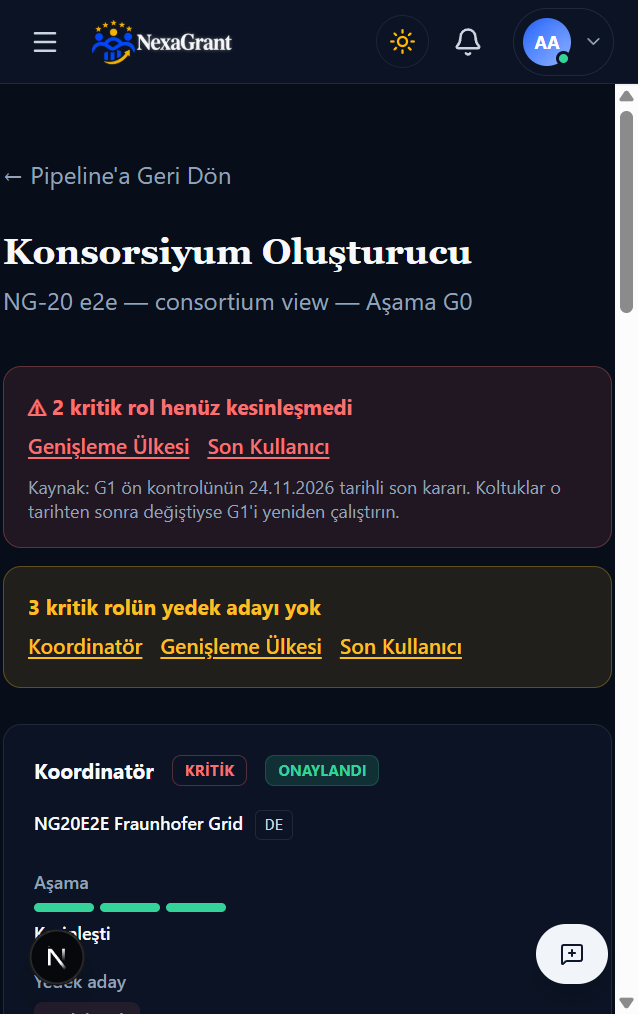 NexaGrant
AA
← Pipeline'a Geri Dön
Konsorsiyum Oluşturucu
NG-20 e2e — consortium view — Aşama G0
⚠ 2 kritik rol henüz kesinleşmedi
Genişleme Ülkesi Son Kullanıcı
Kaynak: G1 ön kontrolünün 24.11.2026 tarihli son kararı. Koltuklar o
tarihten sonra değiştiyse G1'i yeniden çalıştırın.
3 kritik rolün yedek adayı yok
Koordinatör Genişleme Ülkesi Son Kullanıcı
Koordinatör KRİTİK ONAYLANDI
NG20E2E Fraunhofer Grid DE
Aşama
N
Yedek aday